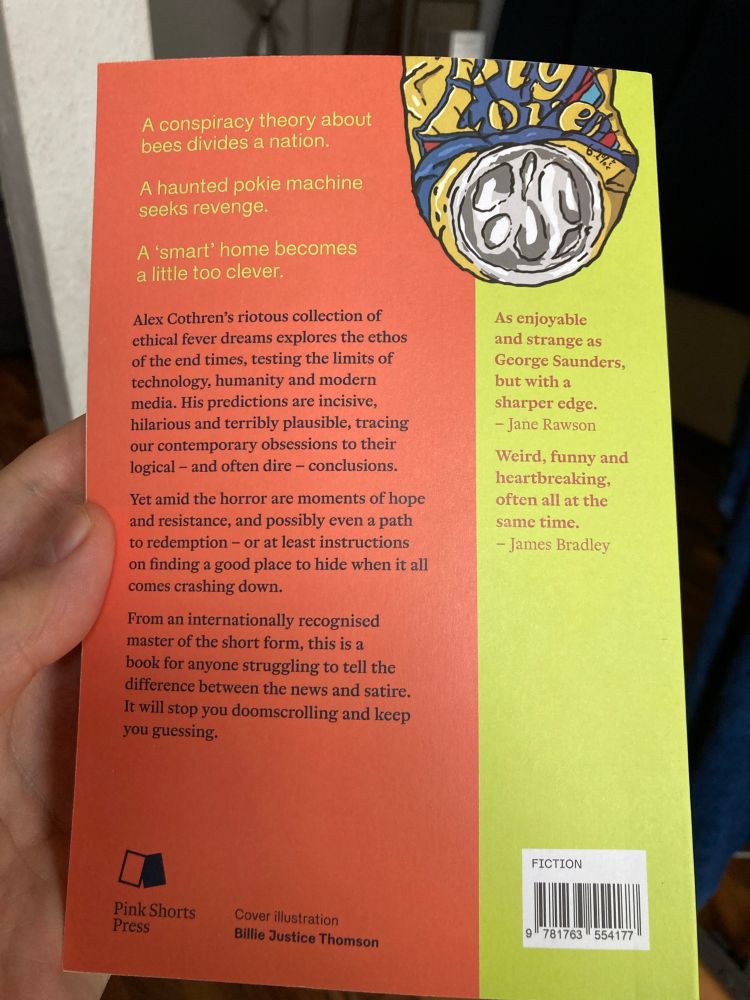 Big
Lover
A conspiracy theory about
bees divides a nation.
A haunted pokie machine
seeks revenge.
A ‘smart’ home becomes
a little too clever.
Alex Cothren’s riotous collection of
ethical fever dreams explores the ethos
of the end times, testing the limits of
technology, humanity and modern
media. His predictions are incisive,
hilarious and terribly plausible, tracing
our contemporary obsessions to their
logical – and often dire – conclusions.
Yet amid the horror are moments of hope
and resistance, and possibly even a path
to redemption – or at least instructions
on finding a good place to hide when it all
comes crashing down.
From an internationally recognised
master of the short form, this is a
book for anyone struggling to tell the
difference between the news and satire.
It will stop you doomscrolling and keep
you guessing.
As enjoyable
and strange as
George Saunders,
but with a
sharper edge.
– Jane Rawson
Weird, funny and
heartbreaking,
often all at the
same time.
– James Bradley
Pink Shorts
Press
Cover illustration
Billie Justice Thomson
FICTION
9 781763 554177